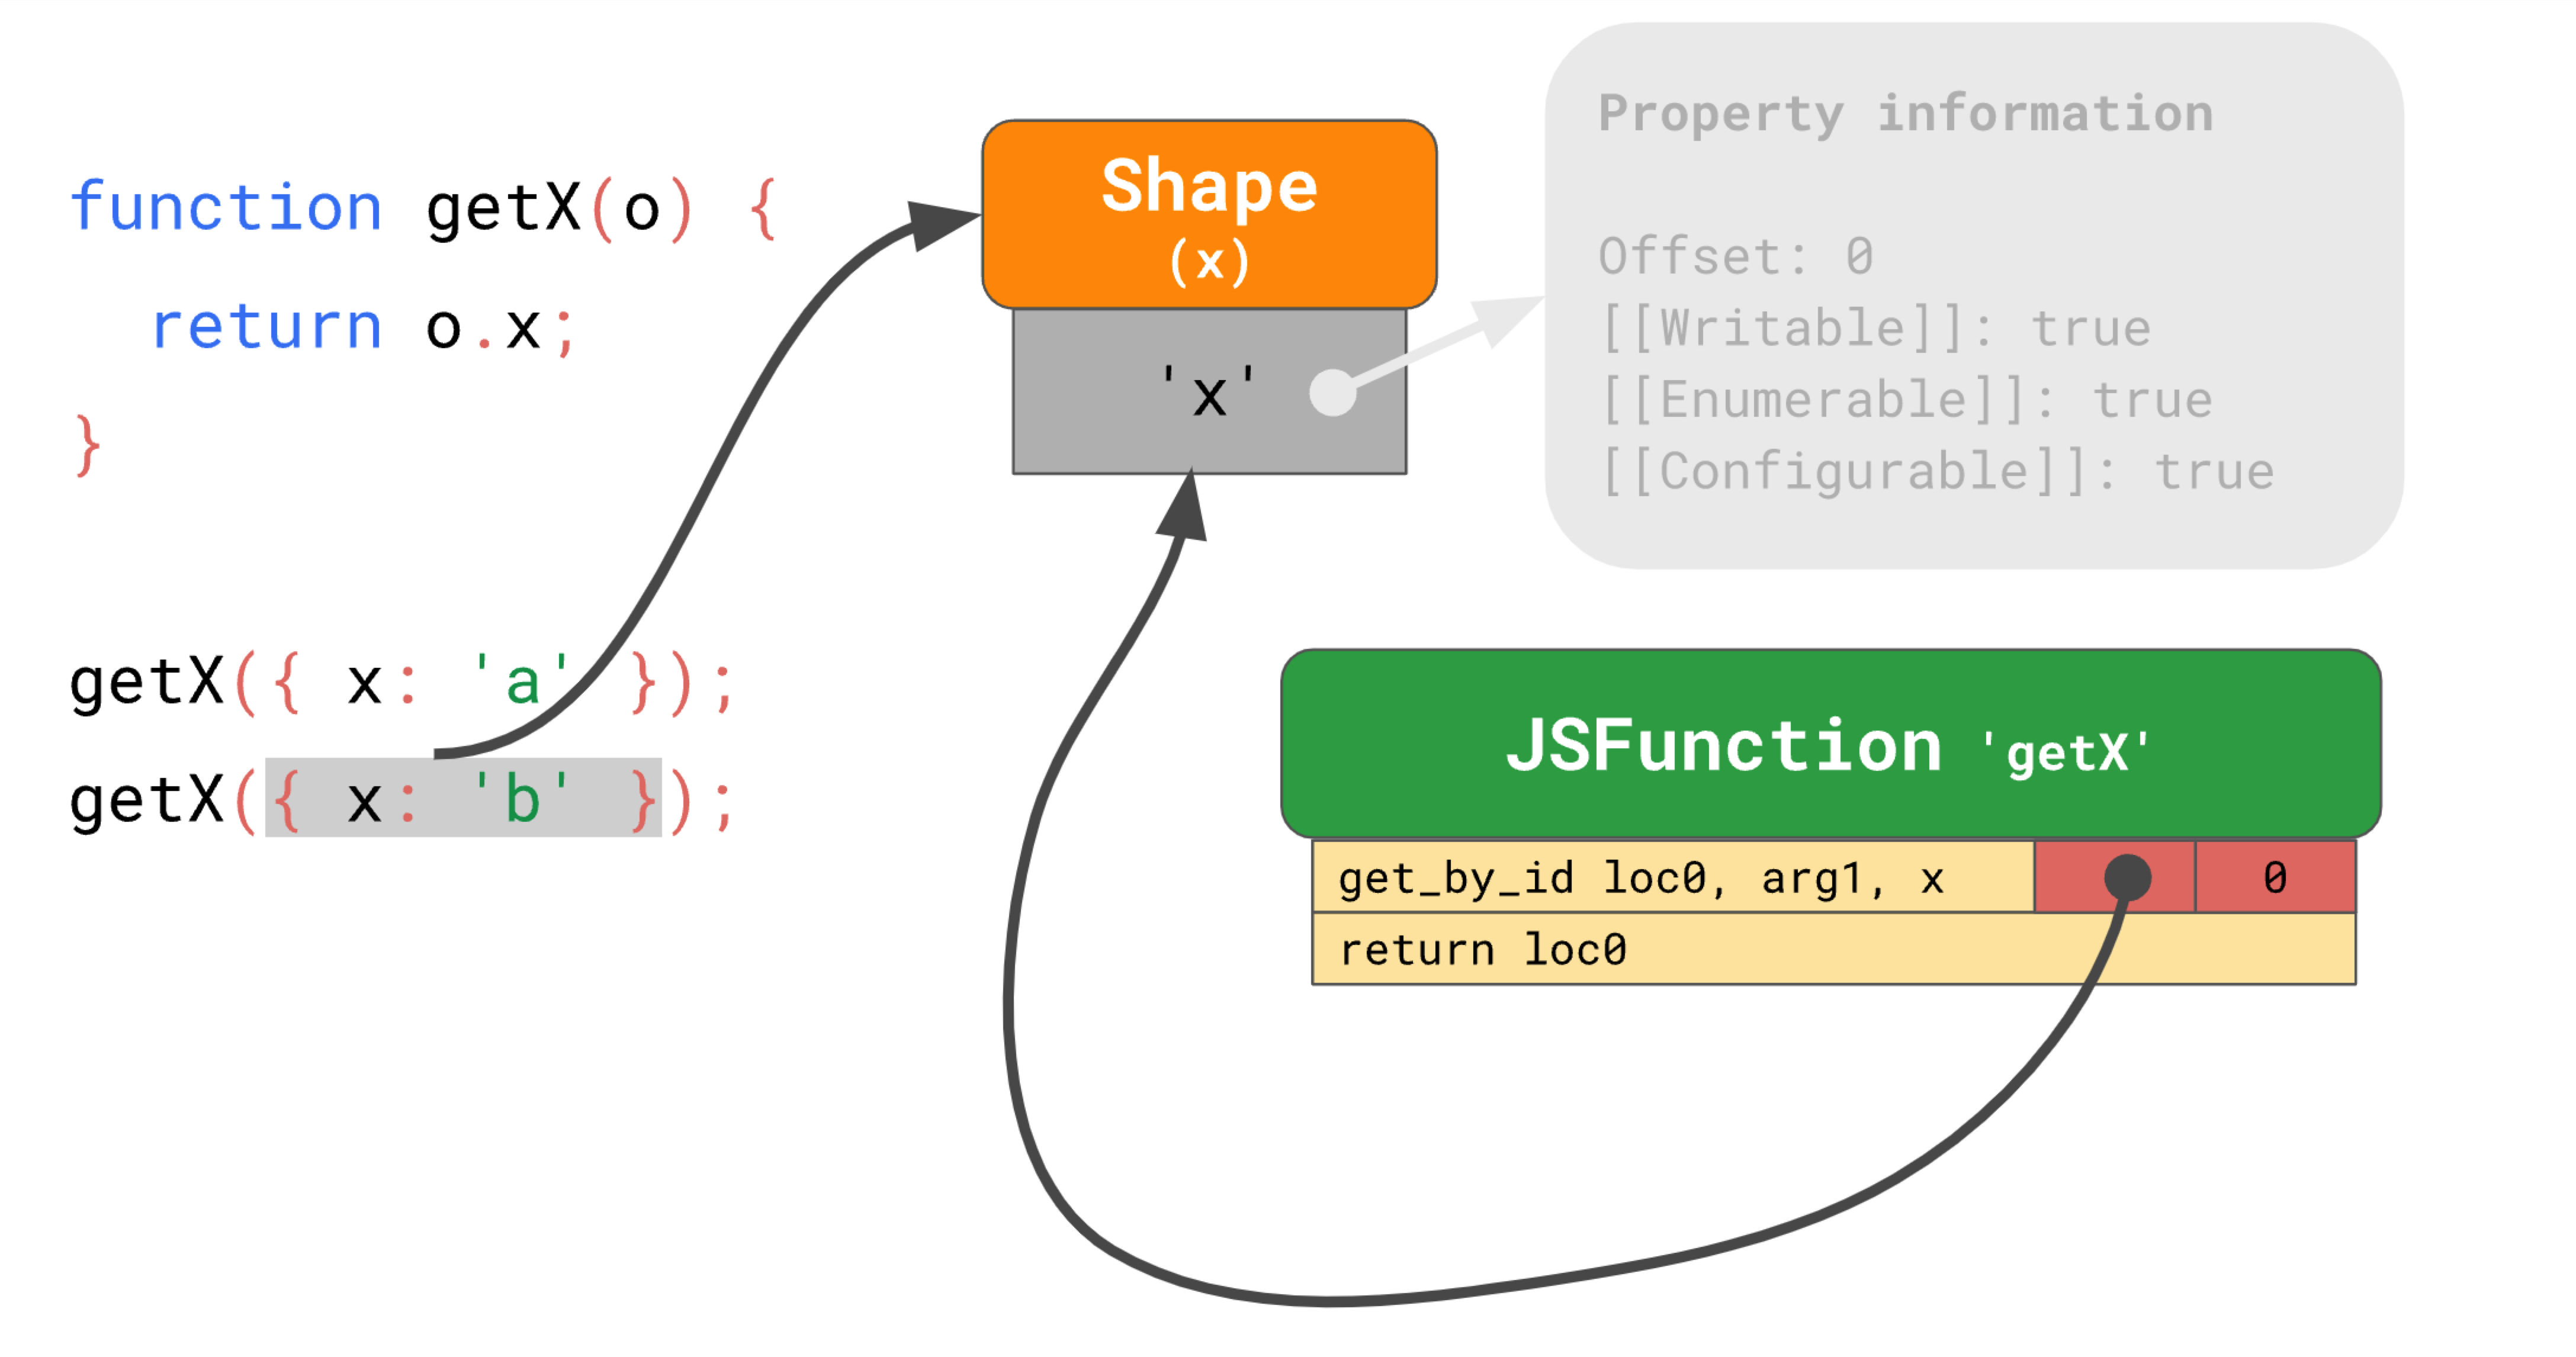 function getX(o) {
  return o.x;
}
getX({ x: 'a' });
getX({ x: 'b' });
Shape
(x)
'x'
Property information
Offset: 0
[[Writable]]: true
[[Enumerable]]: true
[[Configurable]]: true
JSFunction 'getX'
get_by_id loc0, arg1, x 0
return loc0